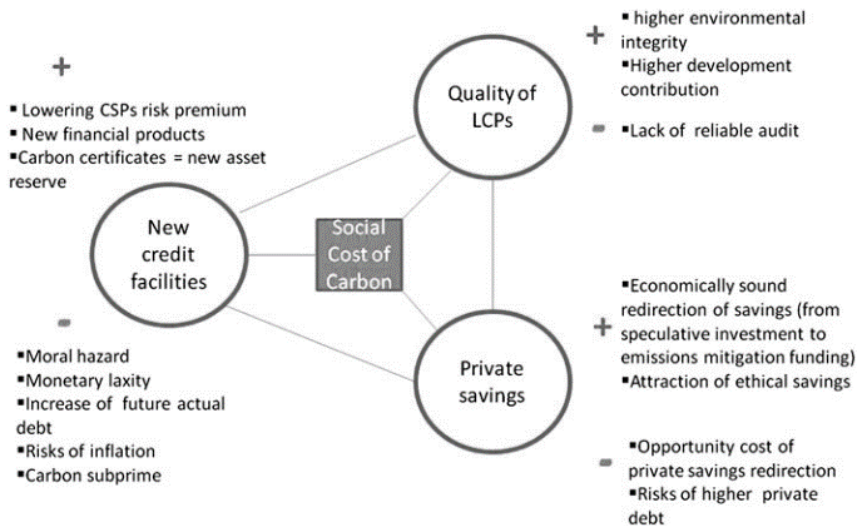 +
▪ Lowering CSPs risk premium
▪ New financial products
▪Carbon certificates = new asset
reserve
New
credit
facilities
-
▪Moral hazard
▪Monetary laxity
▪Increase of future actual
debt
▪Risks of inflation
▪Carbon subprime
Social
Cost of
Carbon
Quality of
LCPs
+
▪ higher environmental
integrity
▪Higher development
contribution
-
▪Lack of reliable audit
Private
savings
+
▪Economically sound
redirection of savings (from
speculative investment to
emissions mitigation funding)
▪Attraction of ethical savings
-
▪Opportunity cost of
private savings redirection
▪Risks of higher private
debt